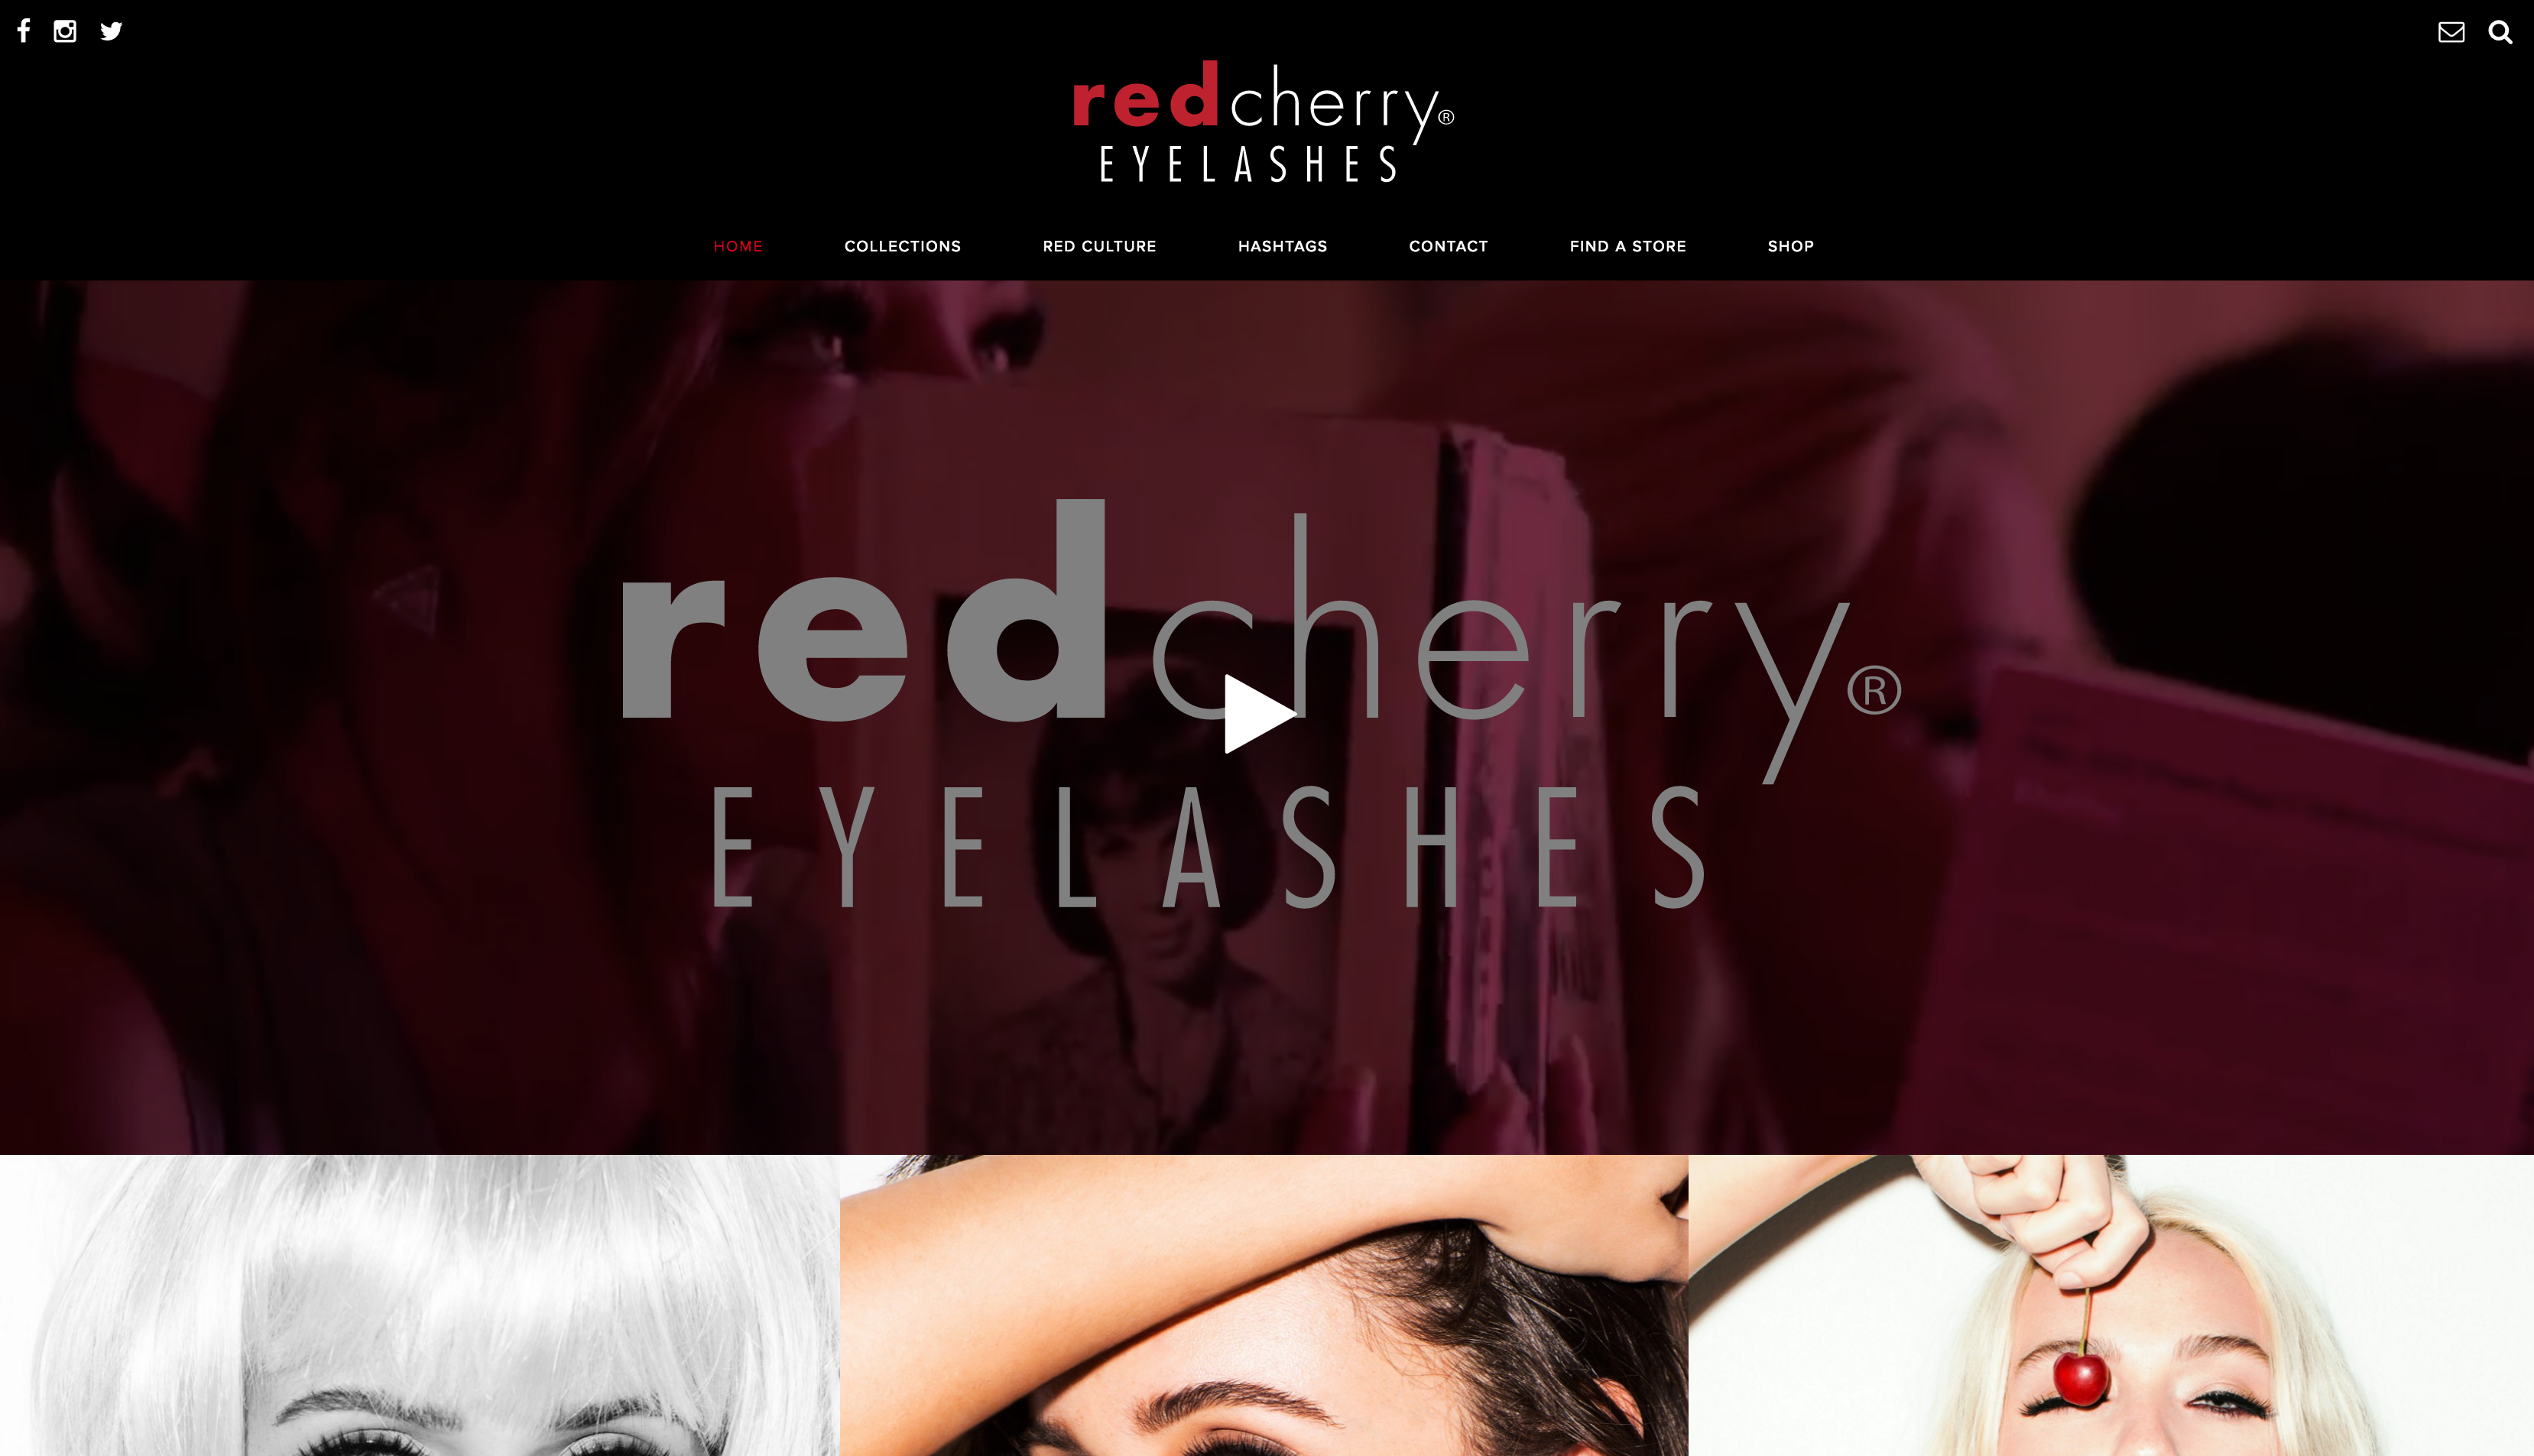 redcherry®
EYELASHES
HOME COLLECTIONS RED CULTURE HASHTAGS CONTACT FIND A STORE SHOP
redcherry®
EYELASHES